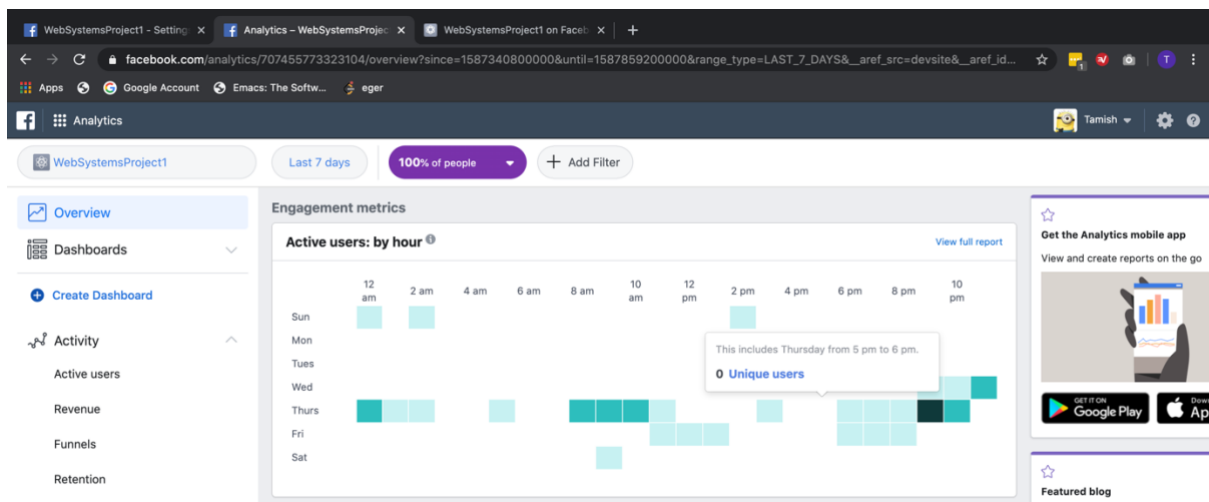 WebSystemsProject1 - Setting
Analytics – WebSystemsProjec
WebSystemsProject1 on Faceb
facebook.com/analytics/707455773323104/overview?since=1587340800000&until=1587859200000&range_type=LAST_7_DAYS&__aref_src=devsite&__aref_id...
1
T
Apps
Google Account
Emacs: The Softw...
eger
Analytics
Tamish
WebSystemsProject1
Last 7 days
100% of people
Add Filter
Overview
Dashboards
Create Dashboard
Activity
Active users
Revenue
Funnels
Retention
Engagement metrics
Active users: by hour
View full report
12 am 2 am 4 am 6 am 8 am 10 am 12 pm 2 pm 4 pm 6 pm 8 pm 10 pm
Sun
Mon
Tues
Wed
Thurs
Fri
Sat
This includes Thursday from 5 pm to 6 pm.
0 Unique users
Get the Analytics mobile app
View and create reports on the go
GET IT ON
Google Play
Dow
Ap
Featured blog